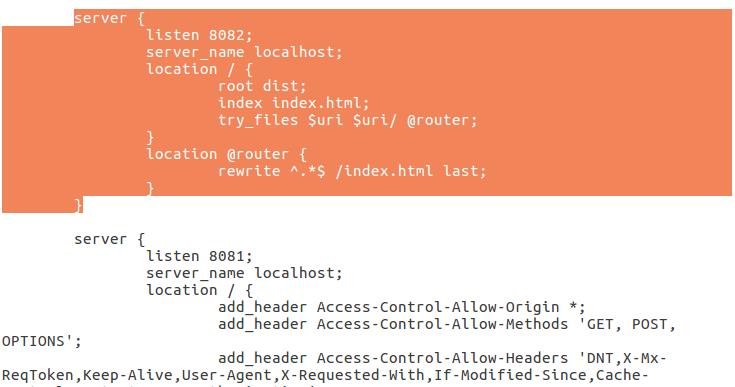 server {
listen 8082;
server_name localhost;
location / {
root dist;
index index.html;
try_files $uri $uri/ @router;
}
location @router {
rewrite ^.*$ /index.html last;
}
}
server {
listen 8081;
server_name localhost;
location / {
add_header Access-Control-Allow-Origin *;
add_header Access-Control-Allow-Methods 'GET, POST,
OPTIONS';
add_header Access-Control-Allow-Headers 'DNT,X-Mx-
ReqToken,Keep-Alive,User-Agent,X-Requested-With,If-Modified-Since,Cache-